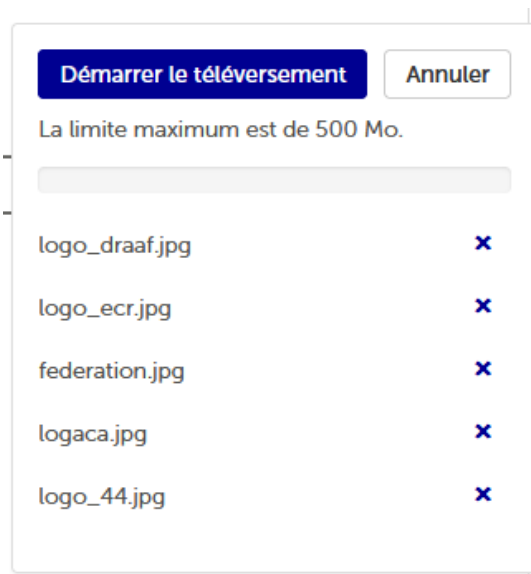 Démarrer le téléversement Annuler
La limite maximum est de 500 Mo.
logo_draaf.jpg
logo_ecr.jpg
federation.jpg
logaca.jpg
logo_44.jpg